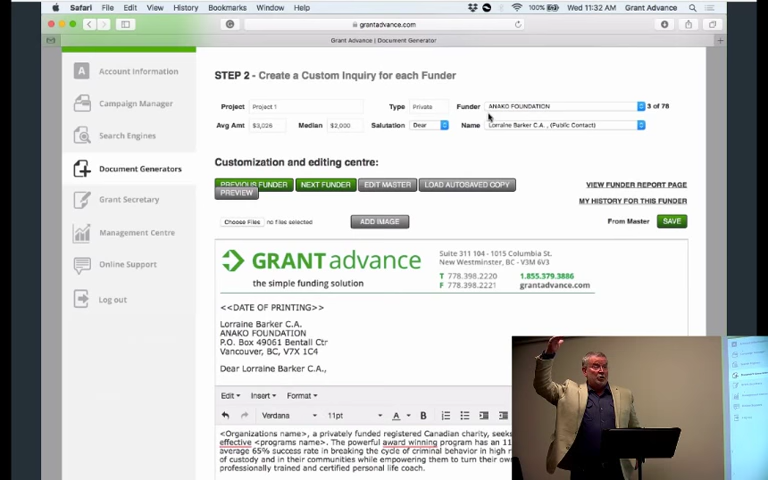 Safari File Edit View History Bookmarks Window Help 100% Wed 11:32 AM Grant Advance
grantadvance.com
Grant Advance | Document Generator
Account Information
Campaign Manager
Search Engines
Document Generators
Grant Secretary
Management Centre
Online Support
Log out
STEP 2 - Create a Custom Inquiry for each Funder
Project Project 1 Type Private Funder ANAKO FOUNDATION 3 of 78
Avg Amt $3,026 Median $2,000 Salutation Dear Name Lorraine Barker C.A. , (Public Contact)
Customization and editing centre:
PREVIOUS FUNDER NEXT FUNDER EDIT MASTER LOAD AUTOSAVED COPY VIEW FUNDER REPORT PAGE
PREVIEW
MY HISTORY FOR THIS FUNDER
Choose Files no files selected ADD IMAGE From Master SAVE
GRANT advance
the simple funding solution
Suite 311 104 - 1015 Columbia St.
New Westminster, BC - V3M 6V3
T 778.398.2220 1.855.379.3886
F 778.398.2221 grantadvance.com
<<DATE OF PRINTING>>
Lorraine Barker C.A.
ANAKO FOUNDATION
P.O. Box 49061 Bentall Ctr
Vancouver, BC, V7X 1C4
Dear Lorraine Barker C.A.,
Edit Insert Format
Verdana 11pt A B
<Organizations name>, a privately funded registered Canadian charity, seeks
effective <programs name>. The powerful award winning program has an 11
average 65% success rate in breaking the cycle of criminal behavior in high r
of custody and in their communities while empowering them to turn their ow
professionally trained and certified personal life coach.